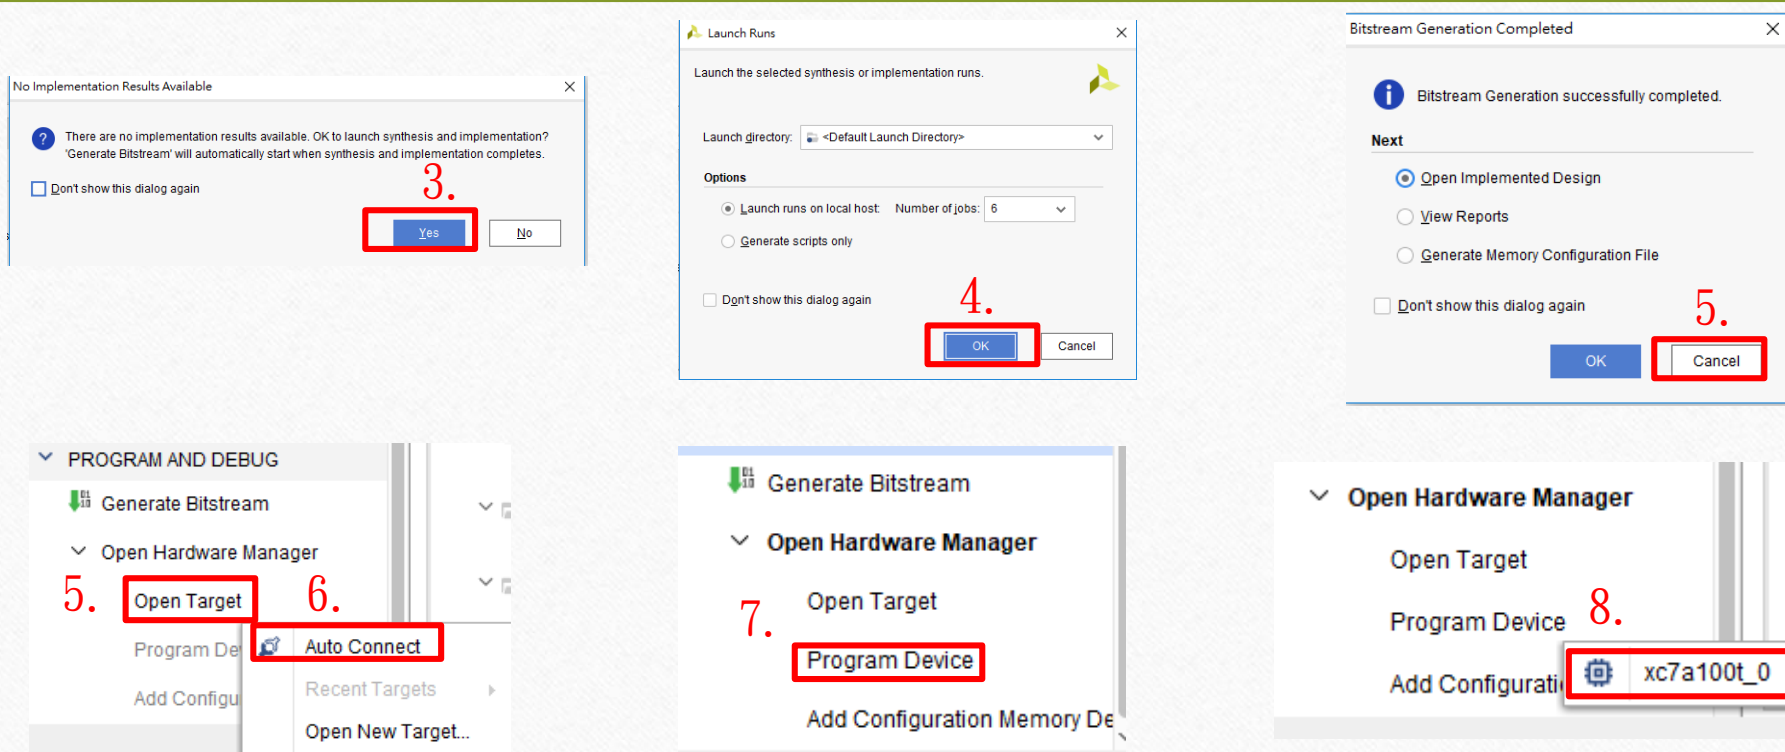 No Implementation Results Available
There are no implementation results available. OK to launch synthesis and implementation?
'Generate Bitstream' will automatically start when synthesis and implementation completes.
Don't show this dialog again
3.
Yes
No
Launch Runs
Launch the selected synthesis or implementation runs.
Launch directory: <Default Launch Directory>
Options
Launch runs on local host: Number of jobs: 6
Generate scripts only
Don't show this dialog again
4.
OK
Cancel
Bitstream Generation Completed
Bitstream Generation successfully completed.
Next
Open Implemented Design
View Reports
Generate Memory Configuration File
Don't show this dialog again
5.
OK
Cancel
PROGRAM AND DEBUG
Generate Bitstream
Open Hardware Manager
5.
Open Target
6.
Program De
Auto Connect
Add Configu
Recent Targets
Open New Target...
Generate Bitstream
Open Hardware Manager
Open Target
7.
Program Device
Add Configuration Memory De
Open Hardware Manager
Open Target
Program Device
8.
Add Configurati
xc7a100t_0